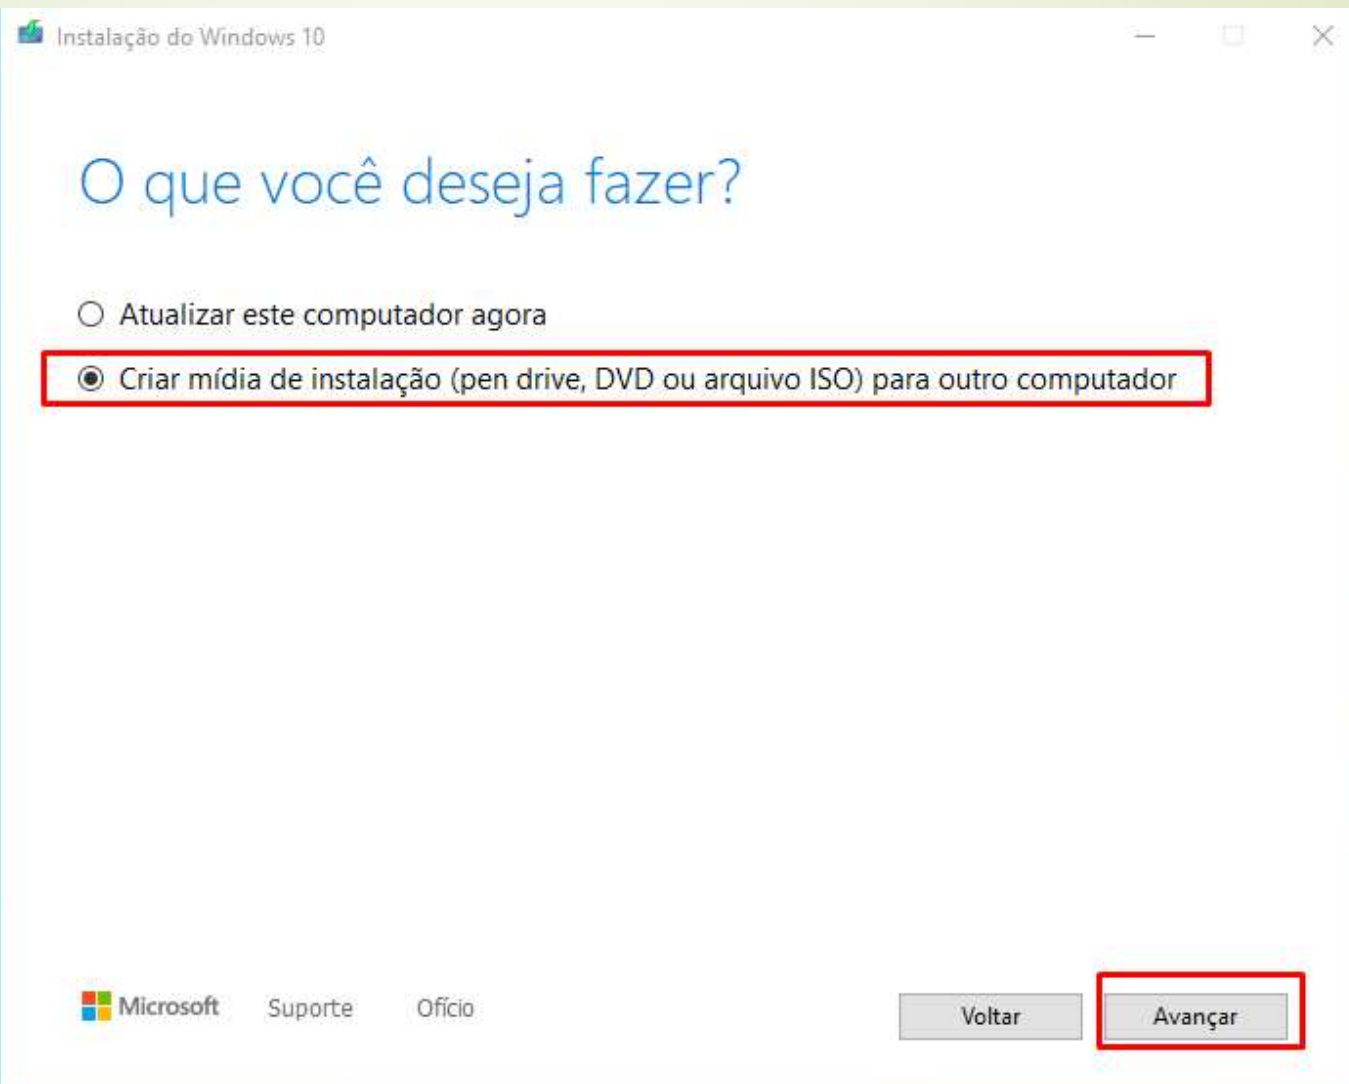 Instalação do Windows 10
O que você deseja fazer?
Atualizar este computador agora
Criar mídia de instalação (pen drive, DVD ou arquivo ISO) para outro computador
Microsoft Suporte Ofício Voltar Avançar